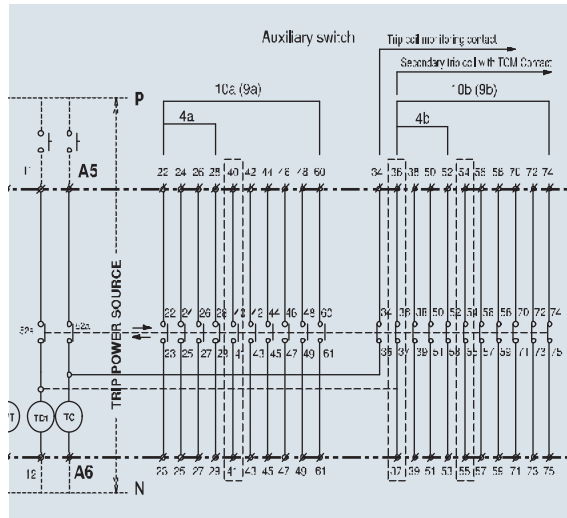 Auxiliary switch
Trip coil monitoring contact
Secondary trip coil with TCM Contact
P
10a (9a)
10b (9b)
4a
4b
11
A5
22 24 26 28 40 42 44 46 48 60
34 36 38 50 52 54 56 58 70 72 74
TRIP POWER SOURCE
52a
52a
22 24 26 28 40 42 44 46 48 60
34 36 38 50 52 54 56 58 70 72 74
23 25 27 29 41 43 45 47 49 61
35 37 39 51 53 55 57 59 71 73 75
TC1
TC
12
A6
23 25 27 29 41 43 45 47 49 61
37 39 51 53 55 57 59 71 73 75
N